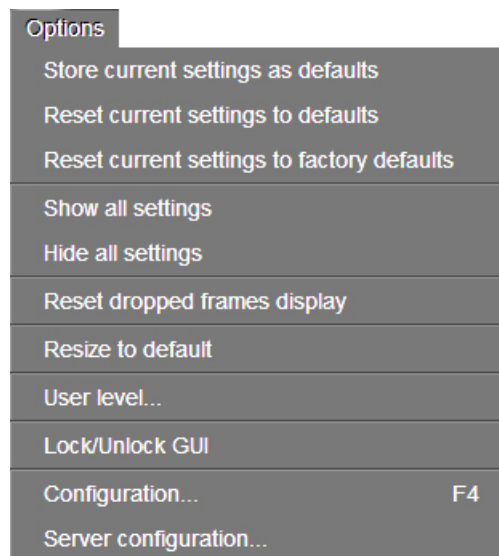 Options
Store current settings as defaults
Reset current settings to defaults
Reset current settings to factory defaults
Show all settings
Hide all settings
Reset dropped frames display
Resize to default
User level...
Lock/Unlock GUI
Configuration... F4
Server configuration...